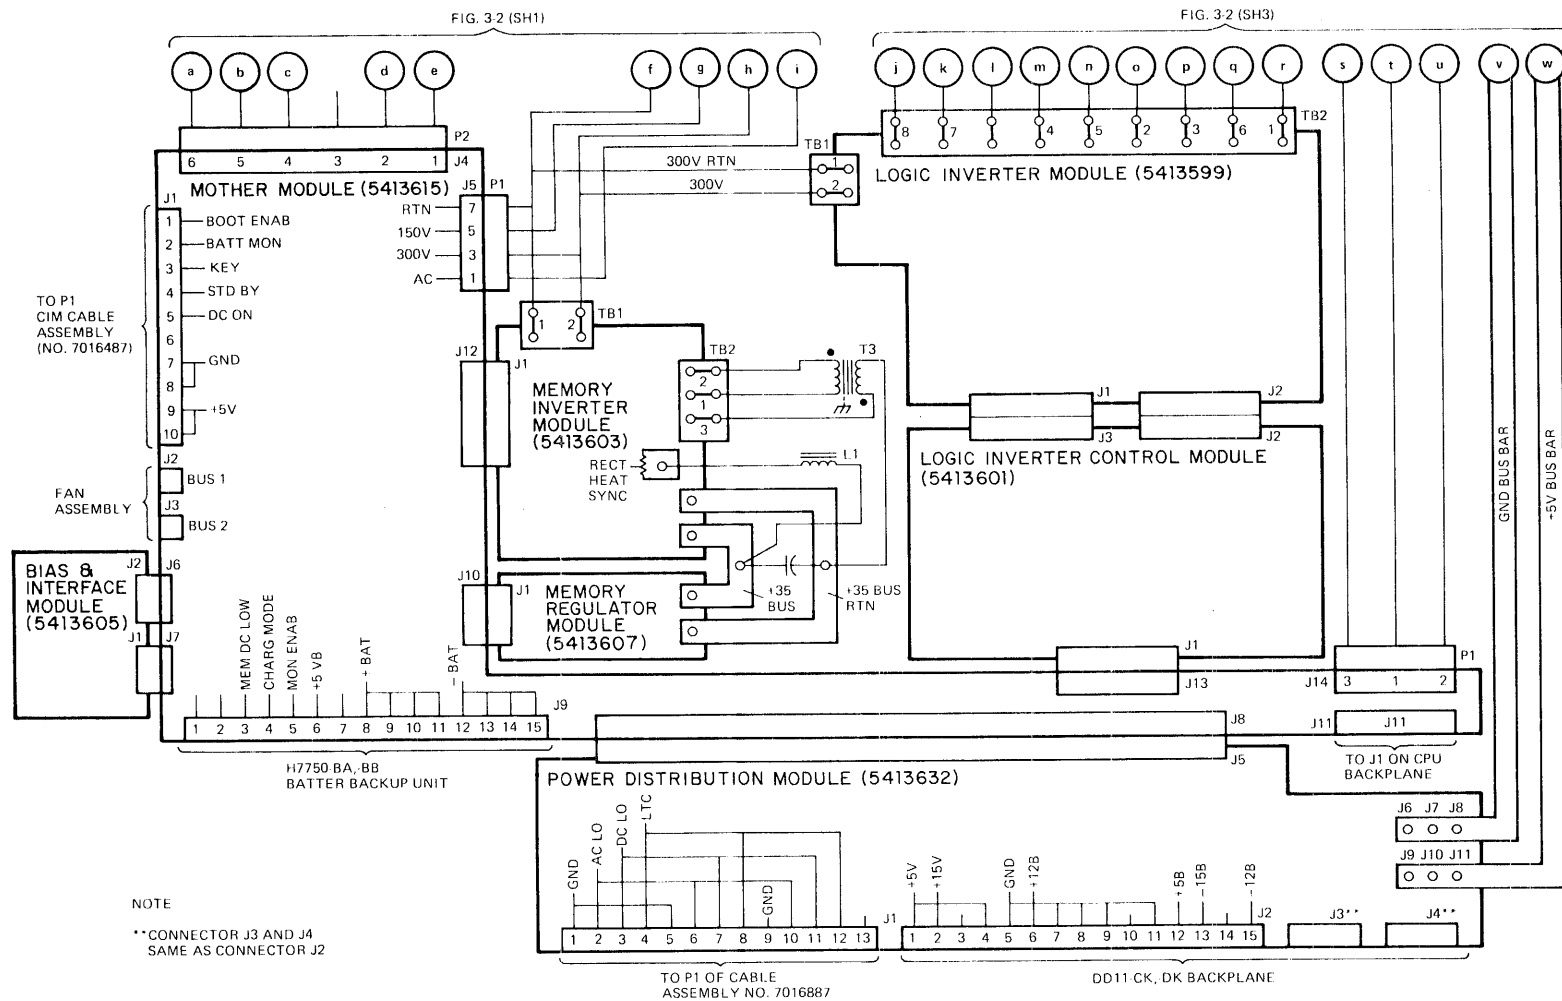 FIG. 3-2 (SH1)
FIG. 3-2 (SH3)
a b c d e f g h i j k l m n o p q r s t u v w
P2
6 5 4 3 2 1 J4
MOTHER MODULE (5413615)
J5 P1
RTN 7
150V 5
300V 3
AC 1
300V RTN
300V
TB1
1
2
8 7 4 5 2 3 6 1 TB2
LOGIC INVERTER MODULE (5413599)
J1
1 BOOT ENAB
2 BATT MON
3 KEY
4 STD BY
5 DC ON
6
7 GND
8
9 +5V
10
TO P1
CIM CABLE
ASSEMBLY
(NO. 7016487)
J2
BUS 1
J3
BUS 2
FAN
ASSEMBLY
1 2 TB1
J12
J1
MEMORY
INVERTER
MODULE
(5413603)
TB2
2
1
3
T3
RECT
HEAT
SYNC
L1
J1 J2
J3 J2
LOGIC INVERTER CONTROL MODULE
(5413601)
GND BUS BAR
+5V BUS BAR
BIAS &
INTERFACE
MODULE
(5413605)
J2 J6
J1 J7
J10
J1
MEMORY
REGULATOR
MODULE
(5413607)
+35
BUS
+35 BUS
RTN
J1
J13
J14 3 1 2 P1
MEM DC LOW
CHARG MODE
MON ENAB
+5 VB
+BAT
-BAT
1 2 3 4 5 6 7 8 9 10 11 12 13 14 15 J9
H7750-BA,-BB
BATTER BACKUP UNIT
J8
J5
J11 J11
TO J1 ON CPU
BACKPLANE
POWER DISTRIBUTION MODULE (5413632)
J6 J7 J8
J9 J10 J11
GND
AC LO
DC LO
LTC
GND
1 2 3 4 5 6 7 8 9 10 11 12 13 J1
TO P1 OF CABLE
ASSEMBLY NO. 7016887
+5V
+15V
GND
+12B
+5B
-15B
-12B
1 2 3 4 5 6 7 8 9 10 11 12 13 14 15 J2
J3**
J4**
DD11-CK,-DK BACKPLANE
NOTE
**CONNECTOR J3 AND J4
SAME AS CONNECTOR J2